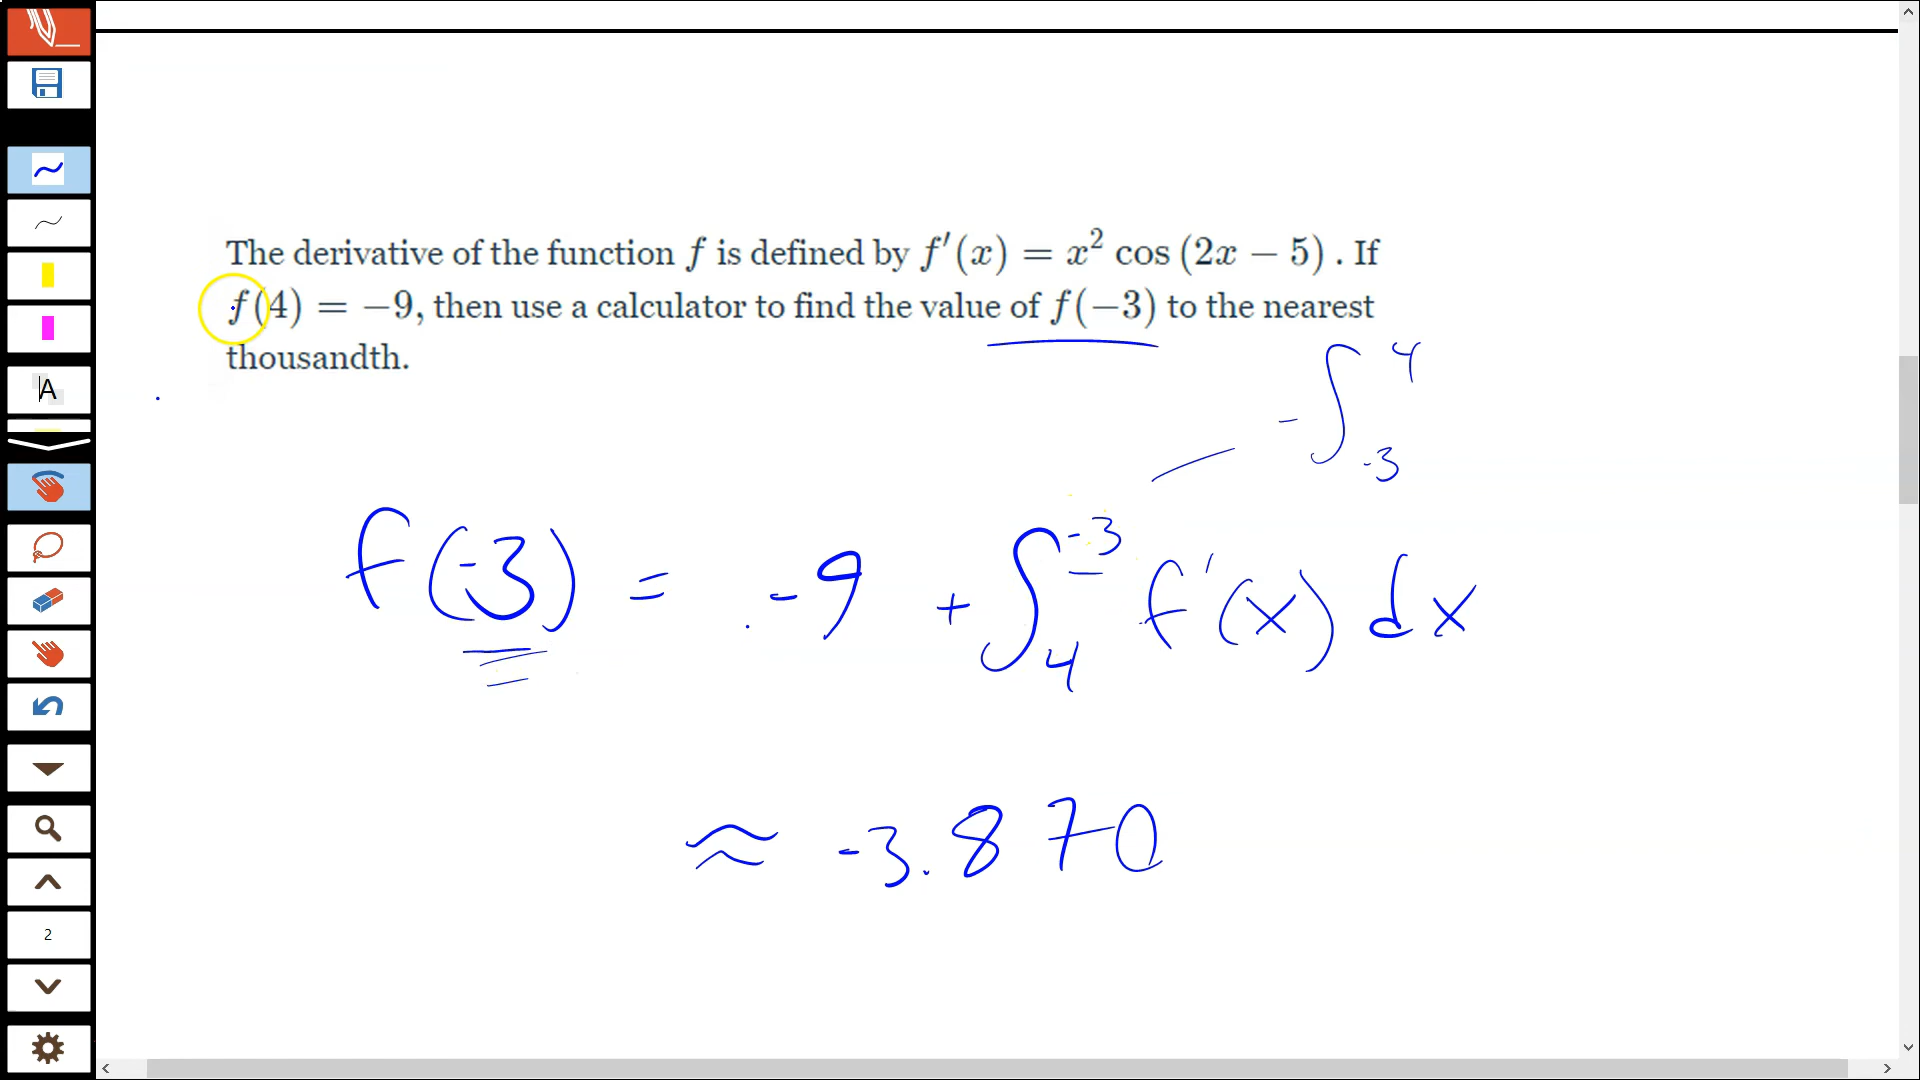 The derivative of the function f is defined by f′(x) = x² cos (2x − 5) . If
f(4) = −9, then use a calculator to find the value of f(−3) to the nearest
thousandth.
-∫₋₃⁴
f(-3) = -9 + ∫₄⁻³ f'(x) dx
≈ -3.870
A
2